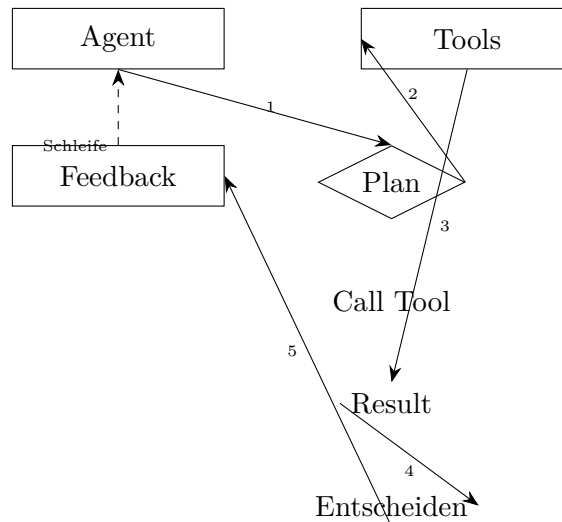 Agent
Tools
1
2
Schleife
Feedback
Plan
3
Call Tool
5
Result
4
Entscheiden